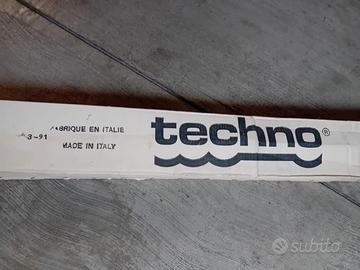 FABRIQUE EN ITALIE
3-91
MADE IN ITALY
techno®
subito